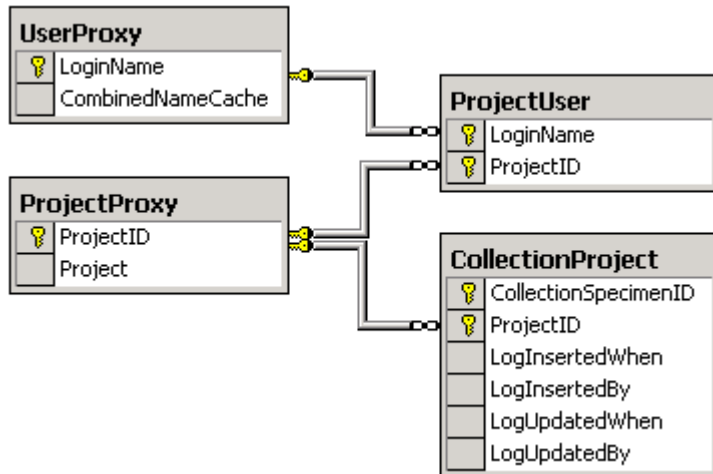 UserProxy
LoginName
CombinedNameCache
ProjectProxy
ProjectID
Project
ProjectUser
LoginName
ProjectID
CollectionProject
CollectionSpecimenID
ProjectID
LogInsertedWhen
LogInsertedBy
LogUpdatedWhen
LogUpdatedBy